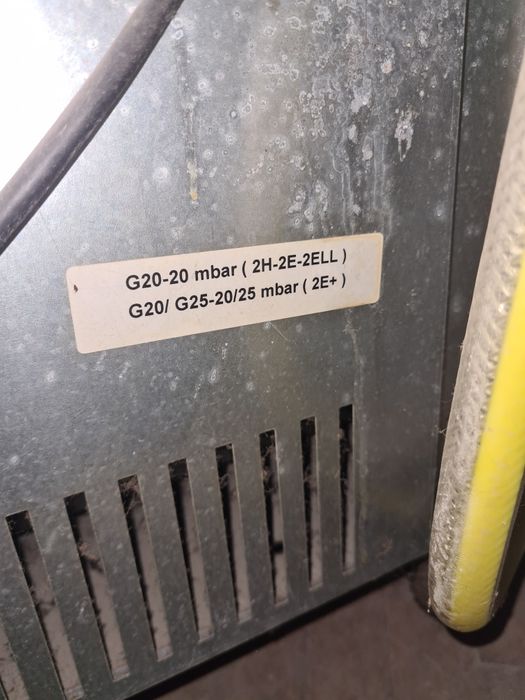 G20-20 mbar ( 2H-2E-2ELL )
G20/ G25-20/25 mbar ( 2E+ )